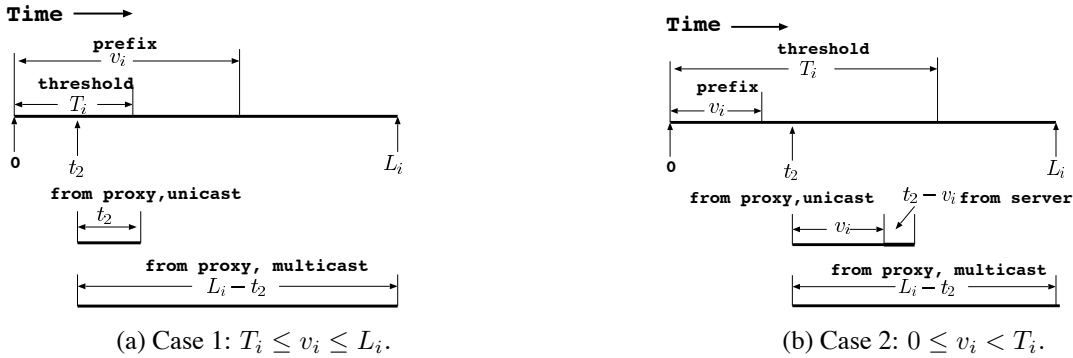 Time
prefix
v_i
threshold
T_i
0
t_2
L_i
from proxy,unicast
t_2
from proxy, multicast
L_i − t_2
(a) Case 1: T_i ≤ v_i ≤ L_i.
Time
threshold
T_i
prefix
v_i
0
t_2
L_i
from proxy,unicast
t_2 − v_i from server
v_i
from proxy, multicast
L_i − t_2
(b) Case 2: 0 ≤ v_i < T_i.